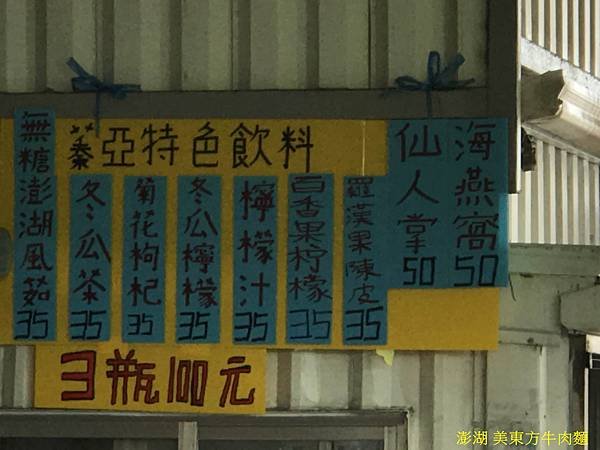 蓁亞特色飲料
海燕窩50
仙人掌50
羅漢果陳皮35
百香果柠檬35
檸檬汁35
冬瓜檸檬35
菊花枸杞35
冬瓜茶35
無糖澎湖風茹35
3瓶100元
澎湖 美東方牛肉麵